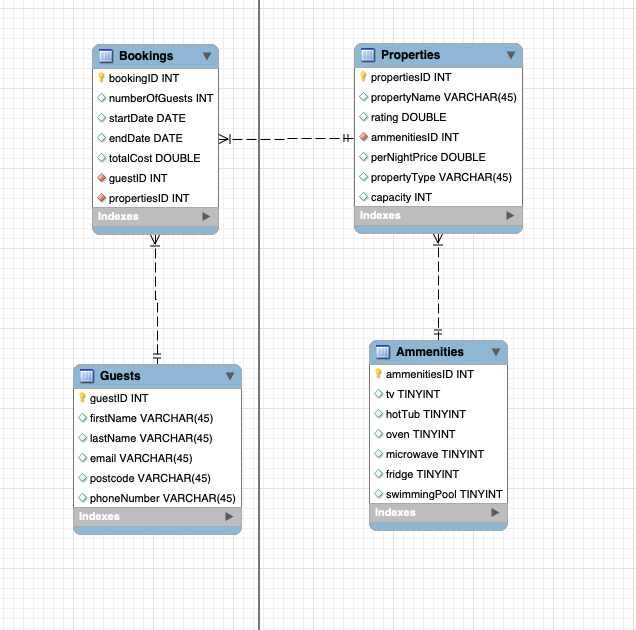 Bookings
bookingID INT
numberOfGuests INT
startDate DATE
endDate DATE
totalCost DOUBLE
guestID INT
propertiesID INT
Indexes
Properties
propertiesID INT
propertyName VARCHAR(45)
rating DOUBLE
ammenitiesID INT
perNightPrice DOUBLE
propertyType VARCHAR(45)
capacity INT
Indexes
Guests
guestID INT
firstName VARCHAR(45)
lastName VARCHAR(45)
email VARCHAR(45)
postcode VARCHAR(45)
phoneNumber VARCHAR(45)
Indexes
Ammenities
ammenitiesID INT
tv TINYINT
hotTub TINYINT
oven TINYINT
microwave TINYINT
fridge TINYINT
swimmingPool TINYINT
Indexes